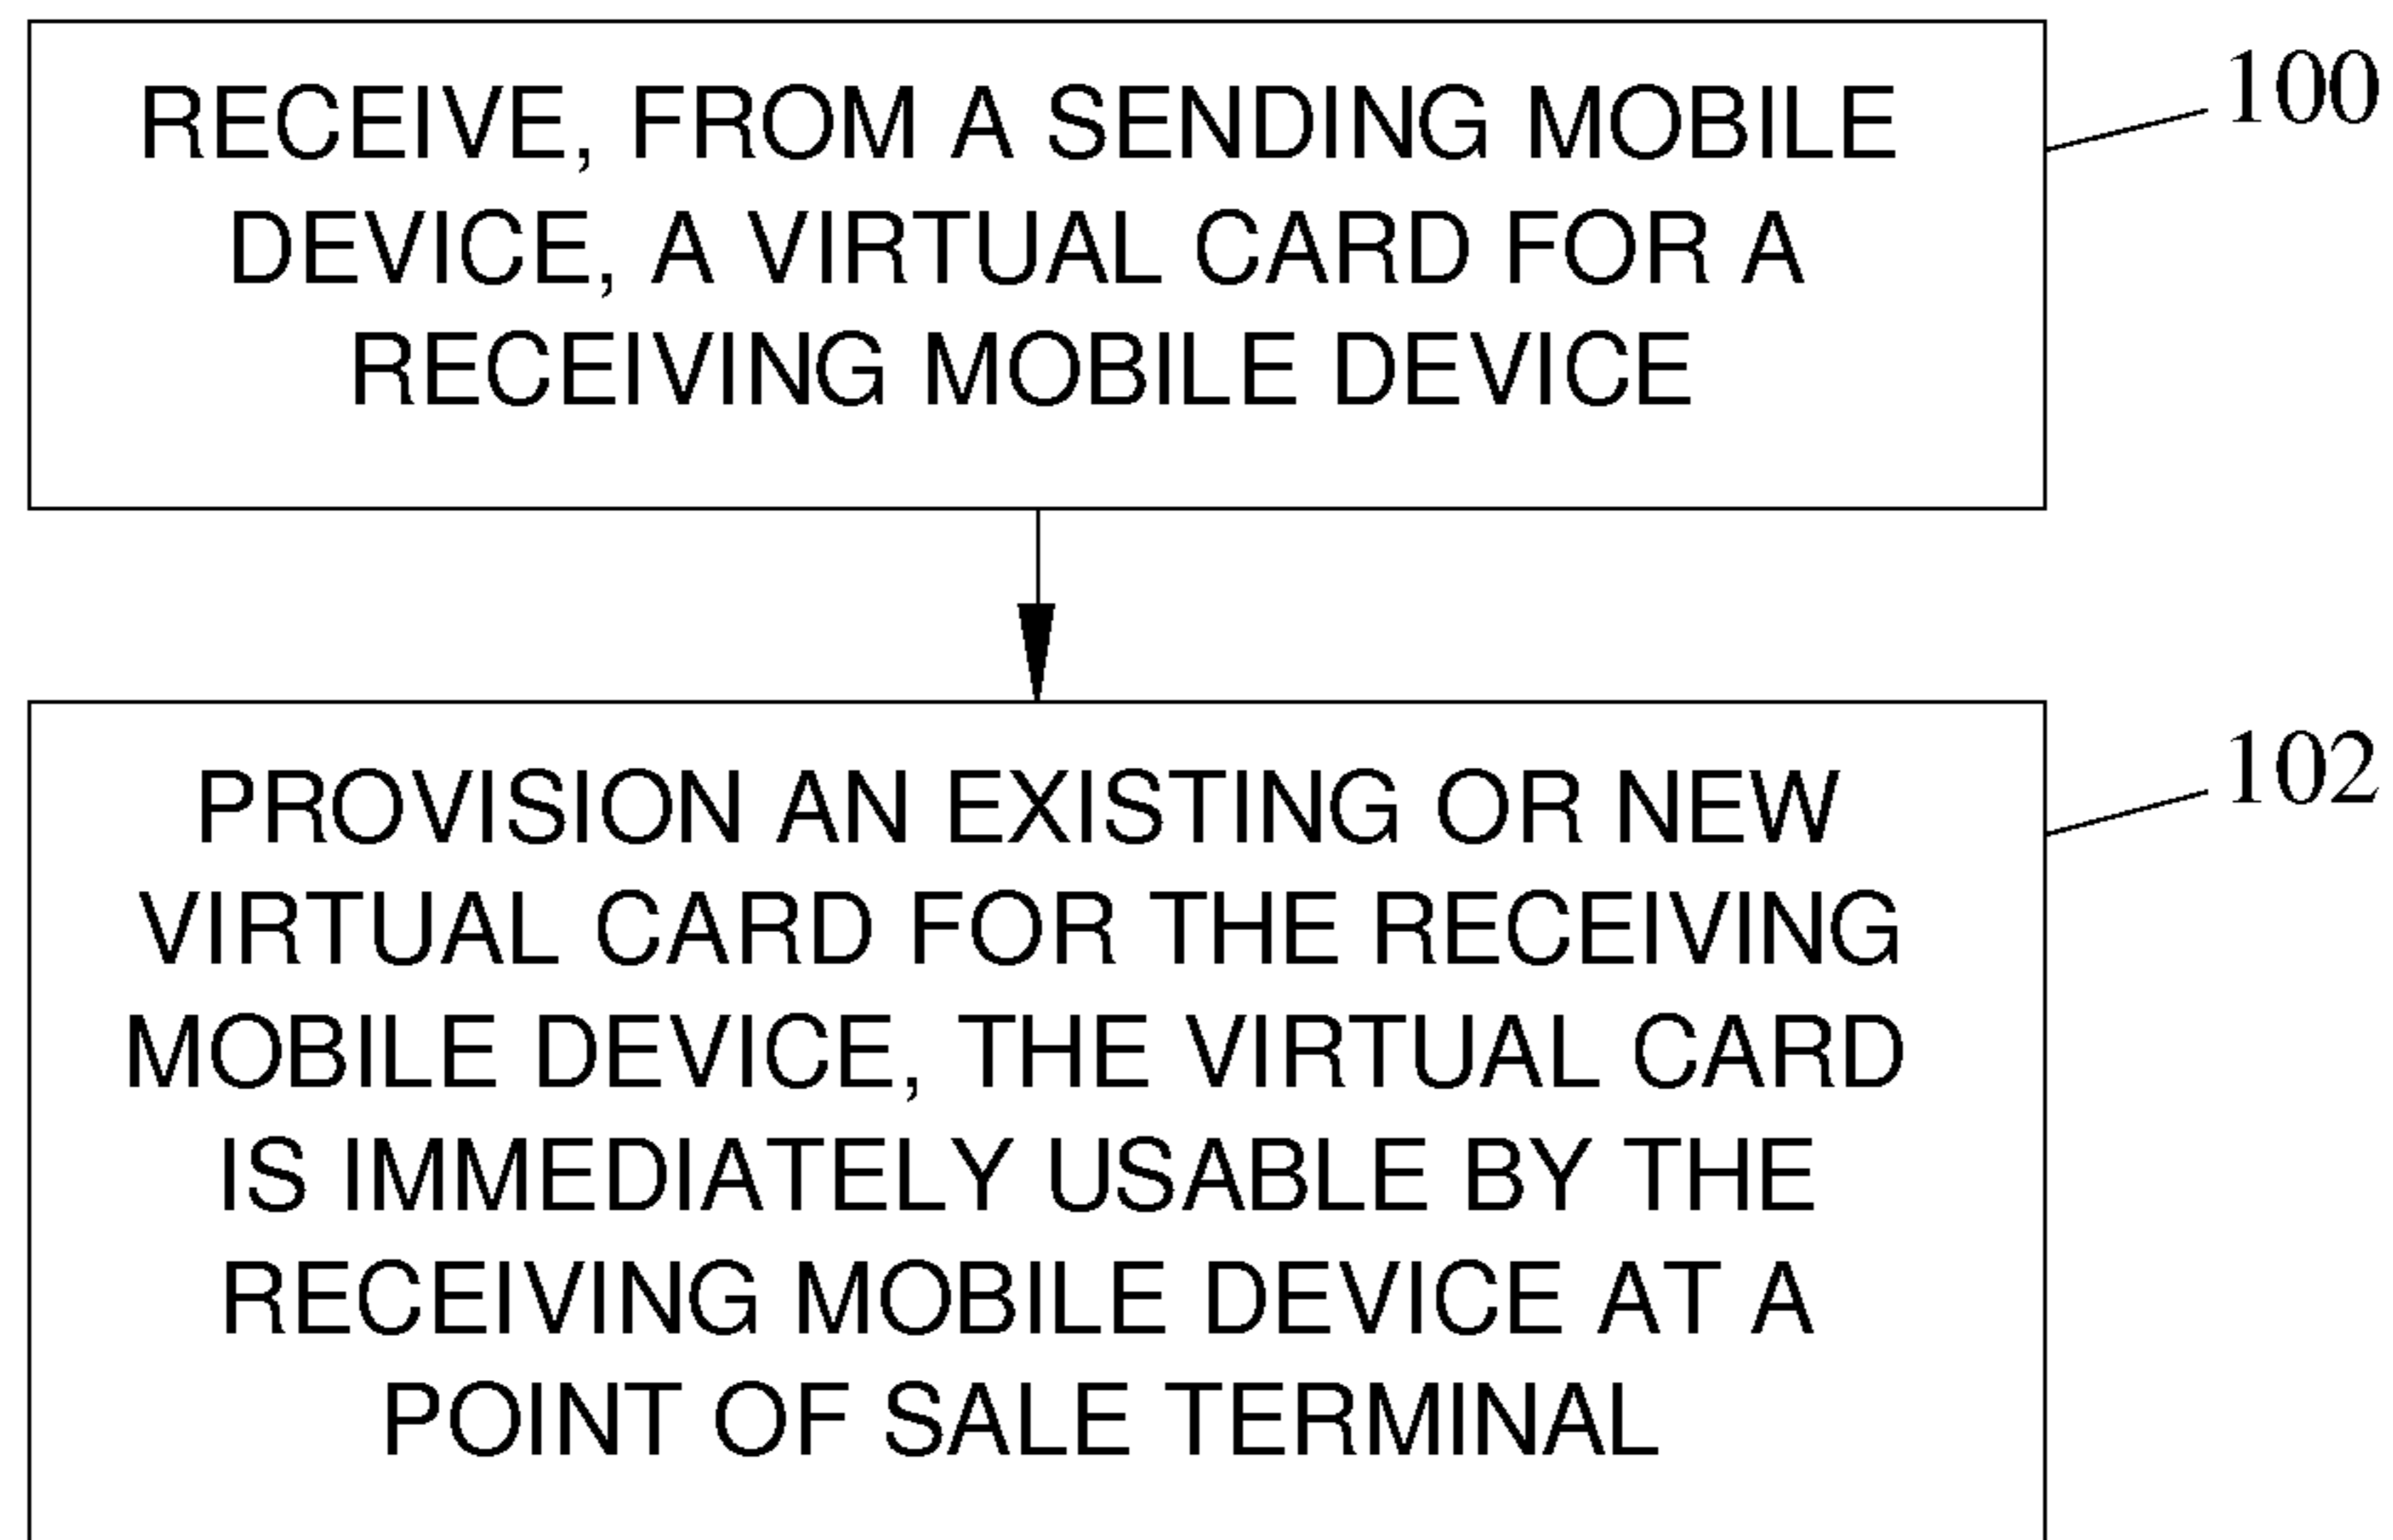 RECEIVE, FROM A SENDING MOBILE
DEVICE, A VIRTUAL CARD FOR A
RECEIVING MOBILE DEVICE
100
PROVISION AN EXISTING OR NEW
VIRTUAL CARD FOR THE RECEIVING
MOBILE DEVICE, THE VIRTUAL CARD
IS IMMEDIATELY USABLE BY THE
RECEIVING MOBILE DEVICE AT A
POINT OF SALE TERMINAL
102